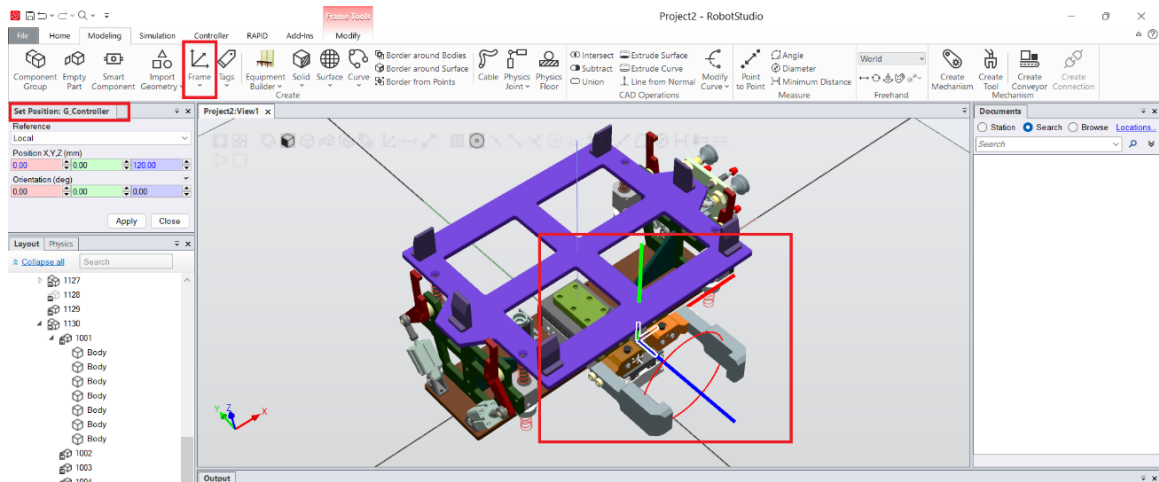 Frame Tools
Project2 - RobotStudio
File Home Modeling Simulation Controller RAPID Add-Ins Modify
Component Group
Empty Part
Smart Component
Import Geometry
Frame
Tags
Equipment Builder
Solid
Surface
Curve
Border around Bodies
Border around Surface
Border from Points
Create
Cable
Physics Joint
Physics Floor
Intersect
Subtract
Union
Extrude Surface
Extrude Curve
Line from Normal
Modify Curve
CAD Operations
Point to Point
Angle
Diameter
Minimum Distance
Measure
World
Freehand
Create Mechanism
Create Tool
Create Conveyor
Create Connection
Mechanism
Set Position: G_Controller
Reference
Local
Position X,Y,Z (mm)
0.00 0.00 120.00
Orientation (deg)
0.00 0.00 0.00
Apply Close
Layout Physics
Collapse all Search
1127
1128
1129
1130
1001
Body
Body
Body
Body
Body
Body
Body
1002
1003
Project2:View1
Y Z X
Output
Documents
Station Search Browse Locations...
Search